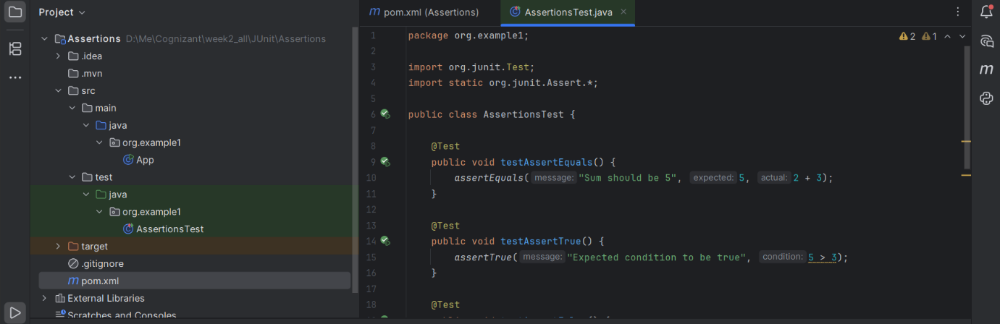 Project
Assertions D:\Me\Cognizant\week2_all\JUnit\Assertions
.idea
.mvn
src
main
java
org.example1
App
test
java
org.example1
AssertionsTest
target
.gitignore
m pom.xml
External Libraries
Scratches and Consoles
m pom.xml (Assertions)
AssertionsTest.java
2 1
1 package org.example1;
2
3 import org.junit.Test;
4 import static org.junit.Assert.*;
5
6 public class AssertionsTest {
7
8 @Test
9 public void testAssertEquals() {
10 assertEquals( message: "Sum should be 5", expected: 5, actual: 2 + 3);
11 }
12
13 @Test
14 public void testAssertTrue() {
15 assertTrue( message: "Expected condition to be true", condition: 5 > 3);
16 }
17
18 @Test
m